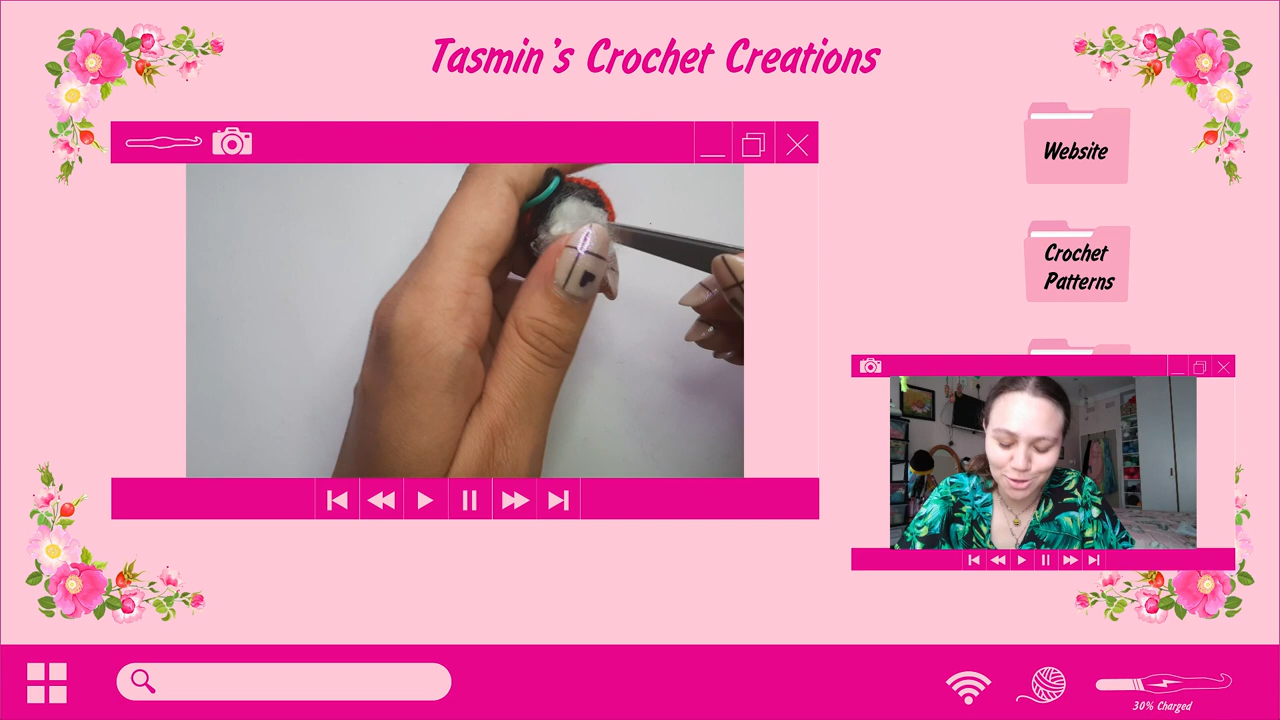 Tasmin's Crochet Creations
Website
Crochet
Patterns
30% Charged